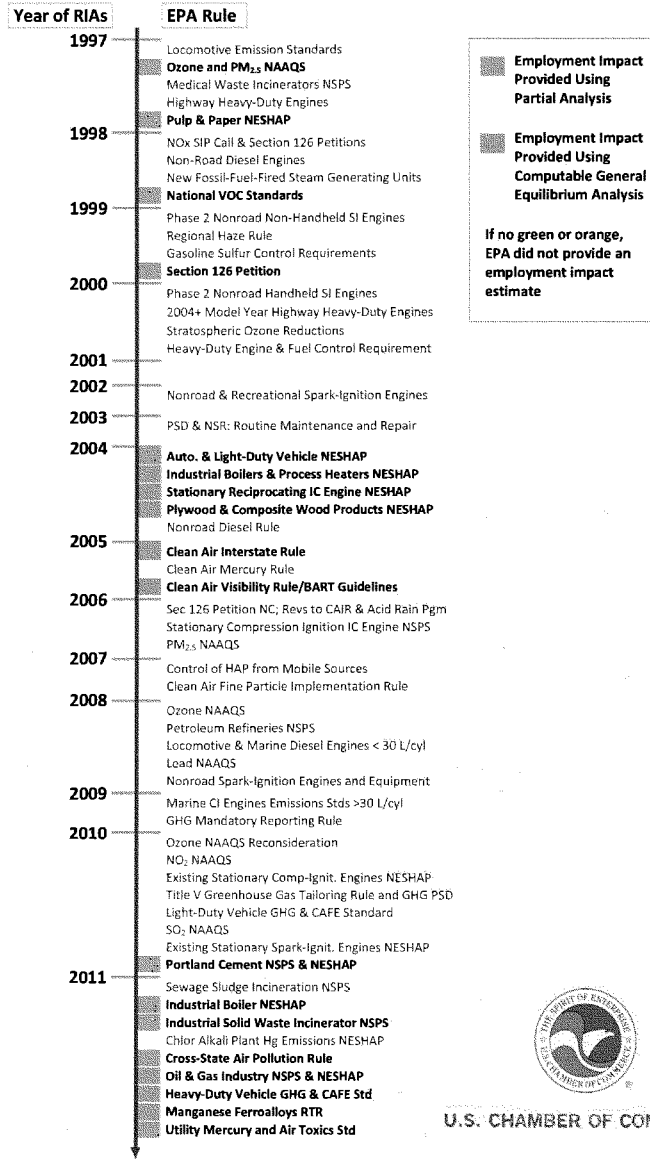 Year of RIAs
EPA Rule
1997
Locomotive Emission Standards
Ozone and PM2.5 NAAQS
Medical Waste Incinerators NSPS
Highway Heavy-Duty Engines
Pulp & Paper NESHAP
1998
NOx SIP Call & Section 126 Petitions
Non-Road Diesel Engines
New Fossil-Fuel-Fired Steam Generating Units
National VOC Standards
1999
Phase 2 Nonroad Non-Handheld SI Engines
Regional Haze Rule
Gasoline Sulfur Control Requirements
Section 126 Petition
2000
Phase 2 Nonroad Handheld SI Engines
2004+ Model Year Highway Heavy-Duty Engines
Stratospheric Ozone Reductions
Heavy-Duty Engine & Fuel Control Requirement
2001
2002
Nonroad & Recreational Spark-Ignition Engines
2003
PSD & NSR: Routine Maintenance and Repair
2004
Auto. & Light-Duty Vehicle NESHAP
Industrial Boilers & Process Heaters NESHAP
Stationary Reciprocating IC Engine NESHAP
Plywood & Composite Wood Products NESHAP
Nonroad Diesel Rule
2005
Clean Air Interstate Rule
Clean Air Mercury Rule
Clean Air Visibility Rule/BART Guidelines
2006
Sec 126 Petition NC; Revs to CAIR & Acid Rain Pgm
Stationary Compression Ignition IC Engine NSPS
PM2.5 NAAQS
2007
Control of HAP from Mobile Sources
Clean Air Fine Particle Implementation Rule
2008
Ozone NAAQS
Petroleum Refineries NSPS
Locomotive & Marine Diesel Engines < 30 L/cyl
Lead NAAQS
Nonroad Spark-Ignition Engines and Equipment
2009
Marine CI Engines Emissions Stds >30 L/cyl
GHG Mandatory Reporting Rule
2010
Ozone NAAQS Reconsideration
NO2 NAAQS
Existing Stationary Comp-Ignit. Engines NESHAP
Title V Greenhouse Gas Tailoring Rule and GHG PSD
Light-Duty Vehicle GHG & CAFE Standard
SO2 NAAQS
Existing Stationary Spark-Ignit. Engines NESHAP
Portland Cement NSPS & NESHAP
2011
Sewage Sludge Incineration NSPS
Industrial Boiler NESHAP
Industrial Solid Waste Incinerator NSPS
Chlor Alkali Plant Hg Emissions NESHAP
Cross-State Air Pollution Rule
Oil & Gas Industry NSPS & NESHAP
Heavy-Duty Vehicle GHG & CAFE Std
Manganese Ferroalloys RTR
Utility Mercury and Air Toxics Std
Employment Impact
Provided Using
Partial Analysis
Employment Impact
Provided Using
Computable General
Equilibrium Analysis
If no green or orange,
EPA did not provide an
employment impact
estimate
THE SPIRIT OF ENTERPRISE
U.S. CHAMBER OF COMMERCE
U.S. CHAMBER OF CO